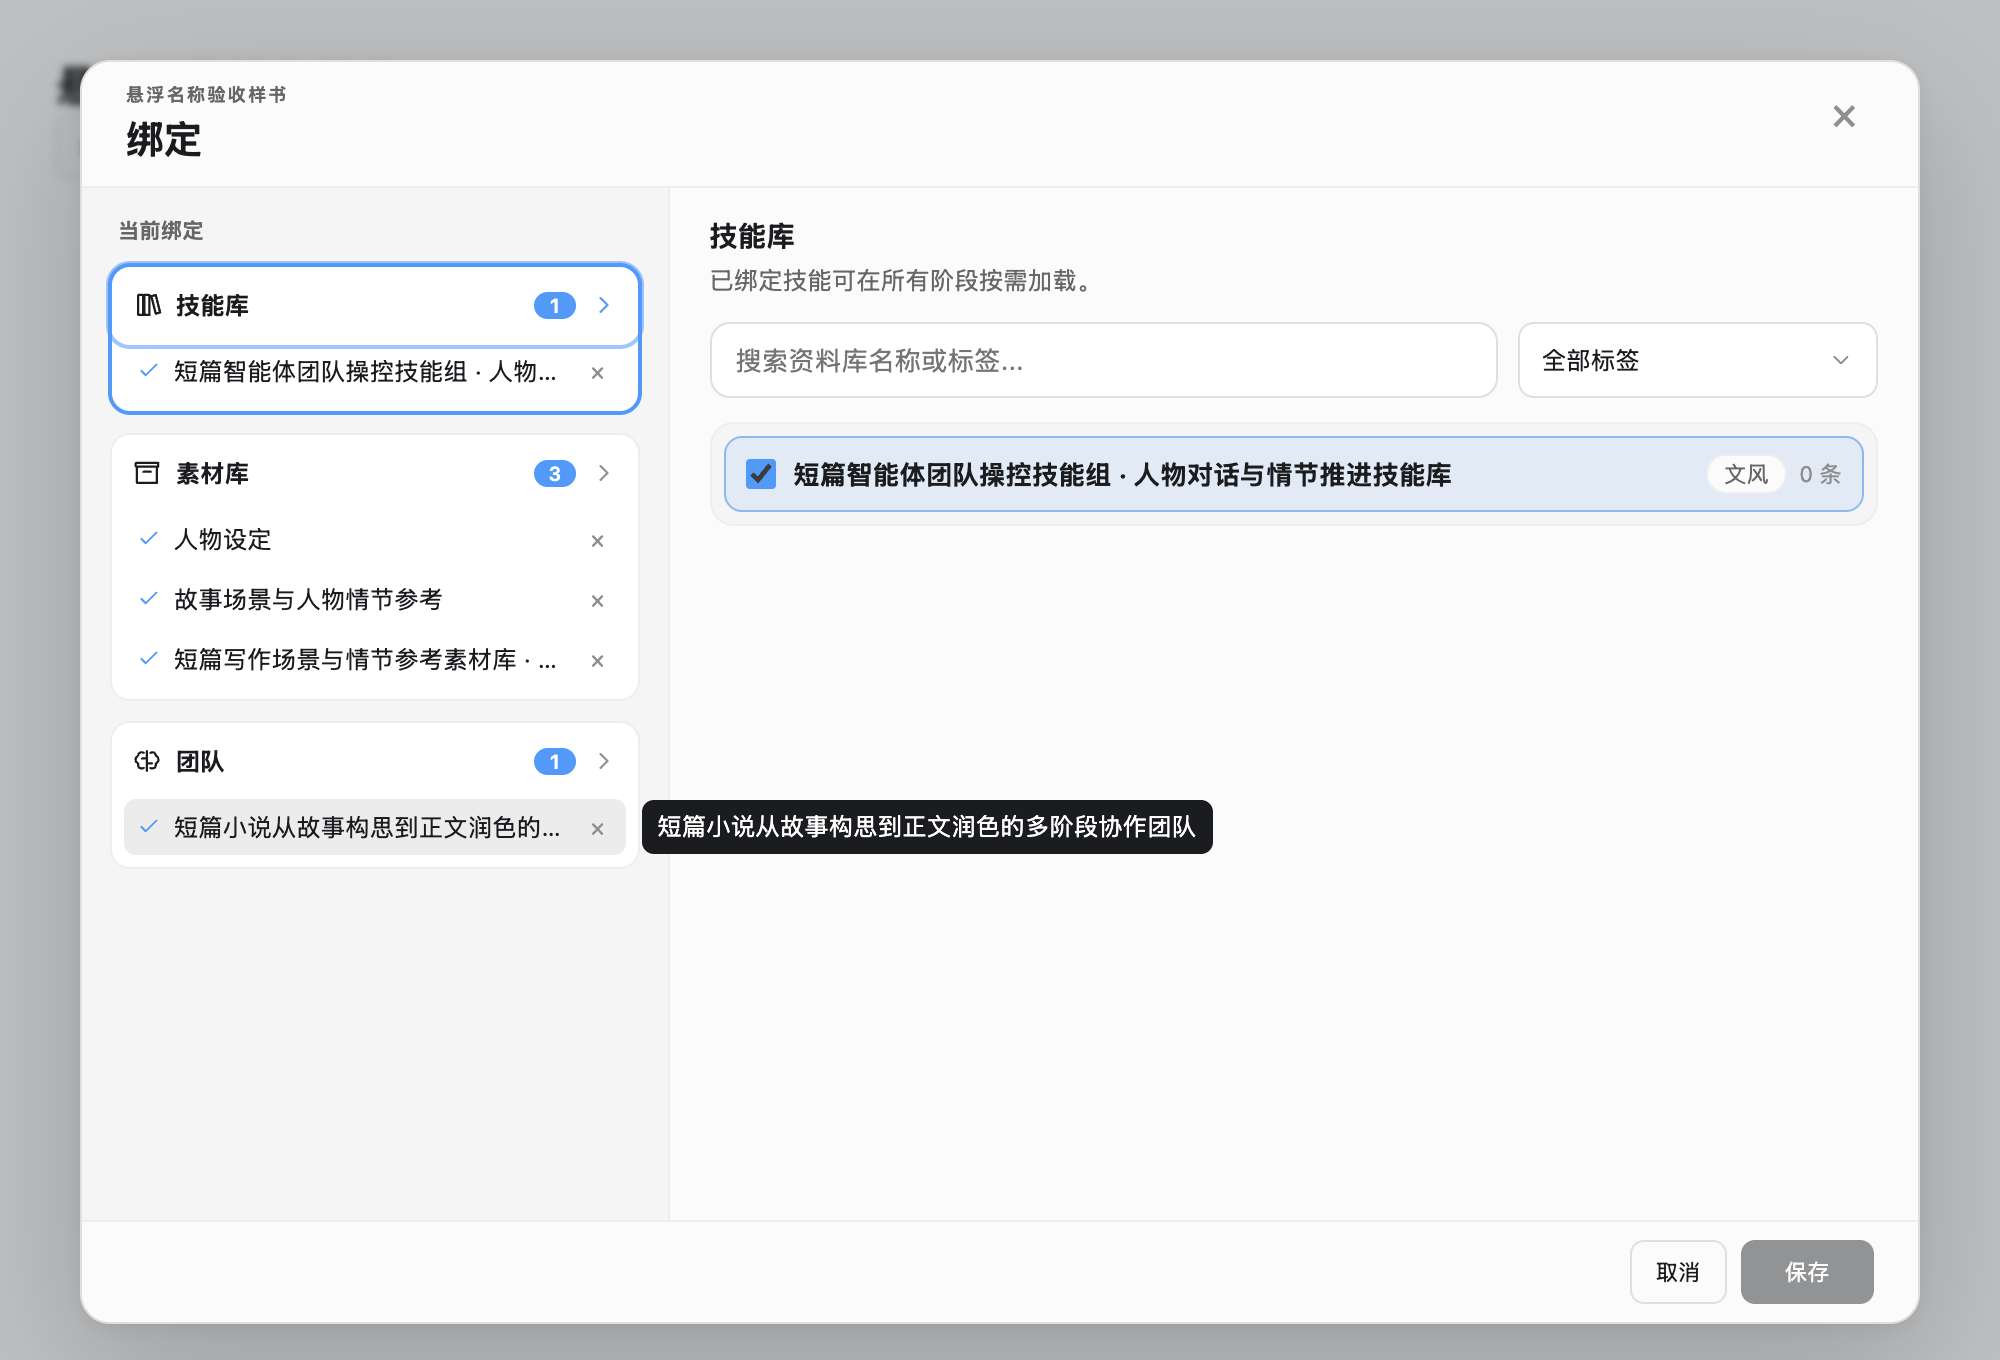 悬浮名称验收样书
绑定
当前绑定
技能库
1
短篇智能体团队操控技能组 · 人物...
素材库
3
人物设定
故事场景与人物情节参考
短篇写作场景与情节参考素材库 · ...
团队
1
短篇小说从故事构思到正文润色的...
短篇小说从故事构思到正文润色的多阶段协作团队
技能库
已绑定技能可在所有阶段按需加载。
搜索资料库名称或标签...
全部标签
短篇智能体团队操控技能组 · 人物对话与情节推进技能库
文风
0 条
取消
保存